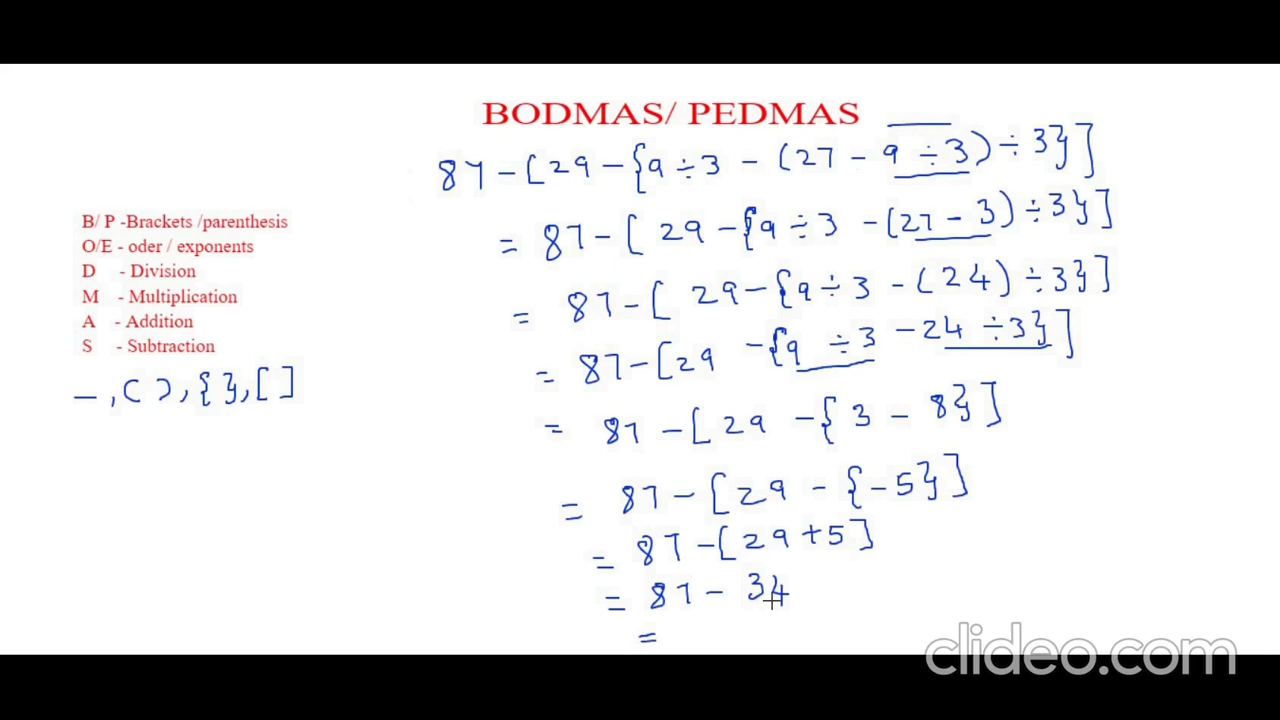 BODMAS/ PEDMAS
87 - [29 - {9 ÷ 3 - (27 - 9 ÷ 3) ÷ 3}]
= 87 - [ 29 - {9 ÷ 3 - (27 - 3) ÷ 3}]
= 87 - [ 29 - {9 ÷ 3 - (24) ÷ 3}]
= 87 - [29 - {9 ÷ 3 - 24 ÷ 3}]
= 87 - [29 - {3 - 8}]
= 87 - [29 - {-5}]
= 87 - [29 + 5]
= 87 - 34
=
B/ P -Brackets /parenthesis
O/E - oder / exponents
D - Division
M - Multiplication
A - Addition
S - Subtraction
—, ( ), { }, [ ]
clideo.com